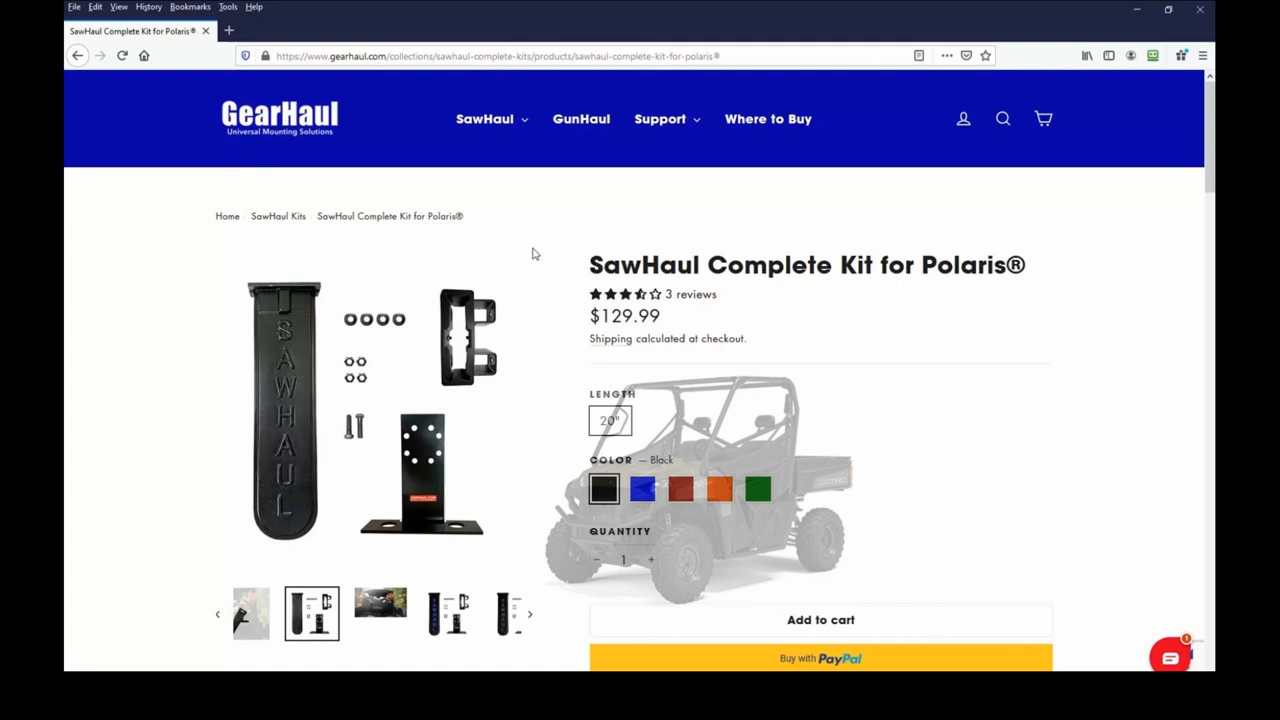 File Edit View History Bookmarks Tools Help
SawHaul Complete Kit for Polaris®
https://www.gearhaul.com/collections/sawhaul-complete-kits/products/sawhaul-complete-kit-for-polaris®
GearHaul
Universal Mounting Solutions
SawHaul GunHaul Support Where to Buy
Home SawHaul Kits SawHaul Complete Kit for Polaris®
SawHaul Complete Kit for Polaris®
3 reviews
$129.99
Shipping calculated at checkout.
LENGTH
20"
COLOR — Black
QUANTITY
− 1 +
SAWHAUL
Add to cart
Buy with PayPal
1